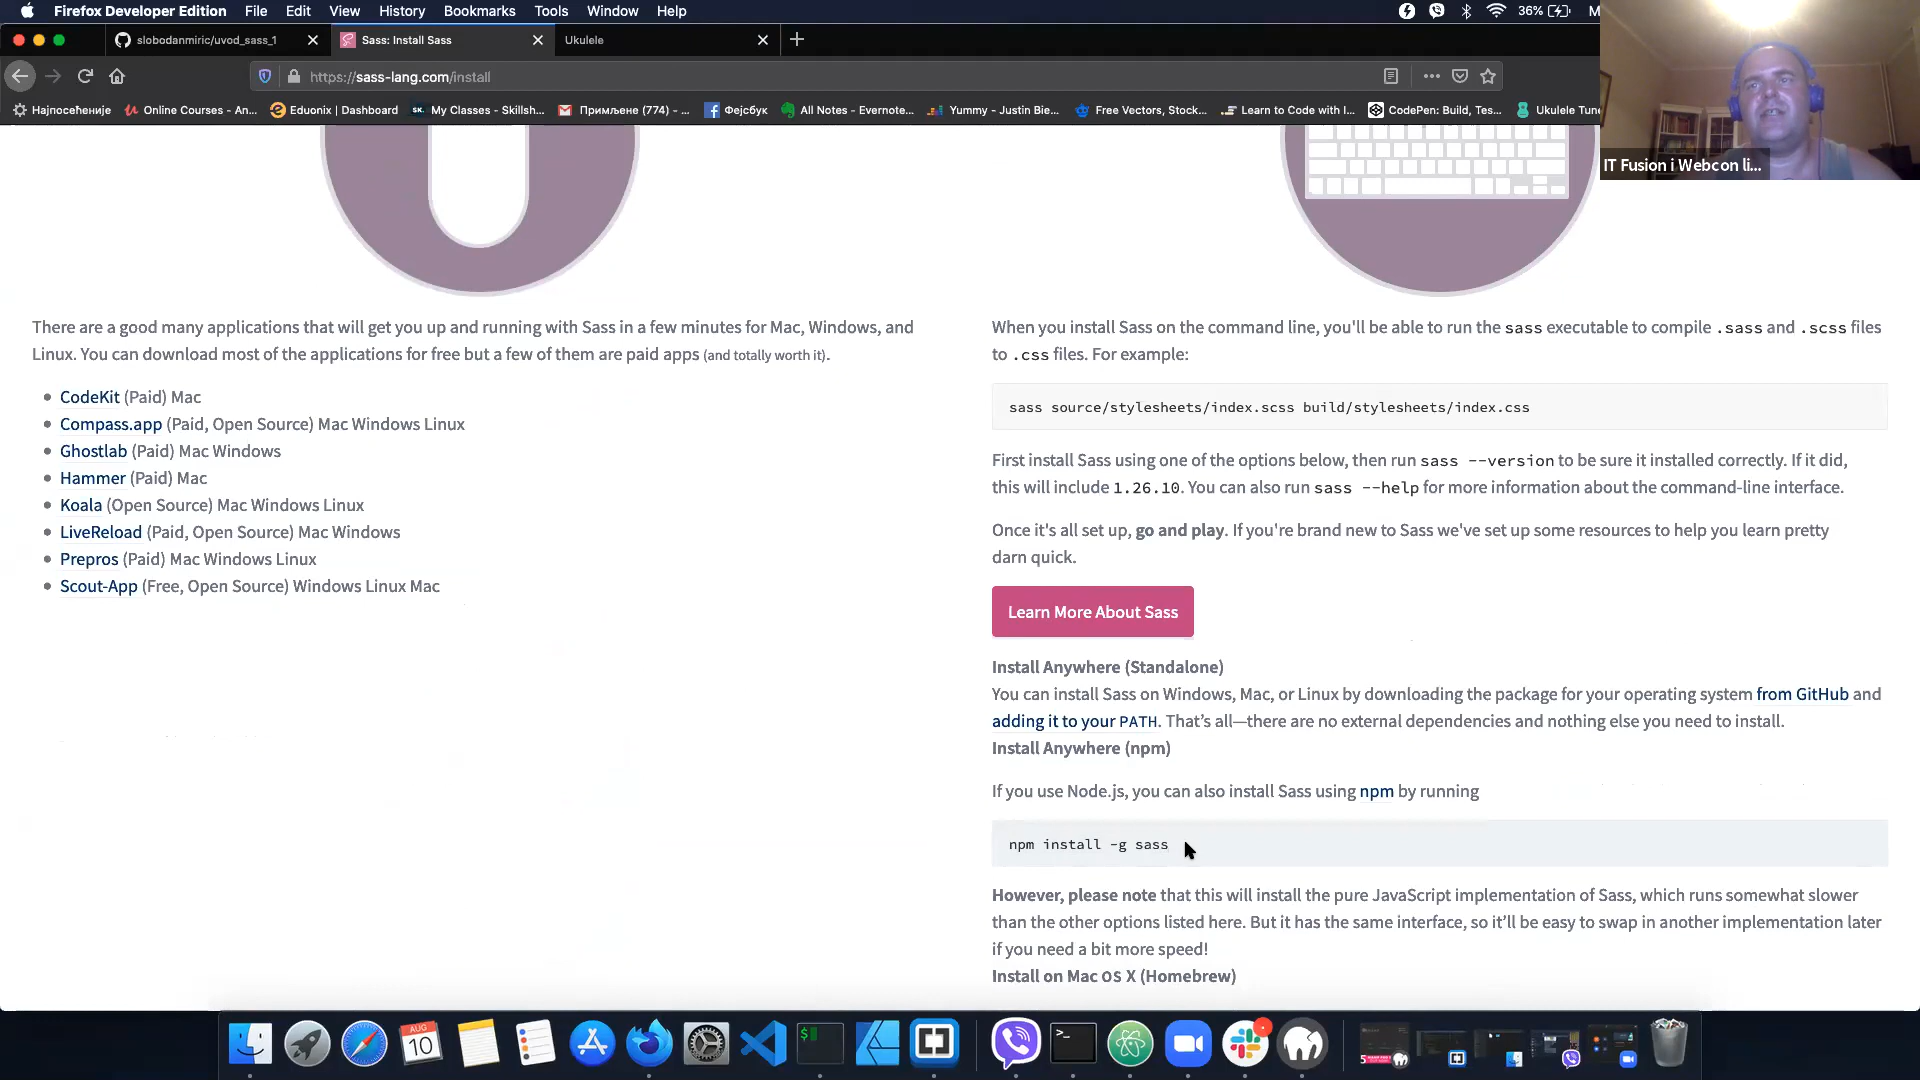 Firefox Developer Edition File Edit View History Bookmarks Tools Window Help 36% M
slobodanmiric/uvod_sass_1 Sass: Install Sass Ukulele
https://sass-lang.com/install
Најпосећеније Online Courses - An... Eduonix | Dashboard SK. My Classes - Skillsh... Примљене (774) - ... Фејсбук All Notes - Evernote... Yummy - Justin Bie... Free Vectors, Stock... Learn to Code with I... CodePen: Build, Tes... Ukulele Tun
IT Fusion i Webcon li...
There are a good many applications that will get you up and running with Sass in a few minutes for Mac, Windows, and
Linux. You can download most of the applications for free but a few of them are paid apps (and totally worth it).
CodeKit (Paid) Mac
Compass.app (Paid, Open Source) Mac Windows Linux
Ghostlab (Paid) Mac Windows
Hammer (Paid) Mac
Koala (Open Source) Mac Windows Linux
LiveReload (Paid, Open Source) Mac Windows
Prepros (Paid) Mac Windows Linux
Scout-App (Free, Open Source) Windows Linux Mac
When you install Sass on the command line, you'll be able to run the sass executable to compile .sass and .scss files
to .css files. For example:
sass source/stylesheets/index.scss build/stylesheets/index.css
First install Sass using one of the options below, then run sass --version to be sure it installed correctly. If it did,
this will include 1.26.10. You can also run sass --help for more information about the command-line interface.
Once it's all set up, go and play. If you're brand new to Sass we've set up some resources to help you learn pretty
darn quick.
Learn More About Sass
Install Anywhere (Standalone)
You can install Sass on Windows, Mac, or Linux by downloading the package for your operating system from GitHub and
adding it to your PATH. That’s all—there are no external dependencies and nothing else you need to install.
Install Anywhere (npm)
If you use Node.js, you can also install Sass using npm by running
npm install -g sass
However, please note that this will install the pure JavaScript implementation of Sass, which runs somewhat slower
than the other options listed here. But it has the same interface, so it’ll be easy to swap in another implementation later
if you need a bit more speed!
Install on Mac OS X (Homebrew)
AUG
10